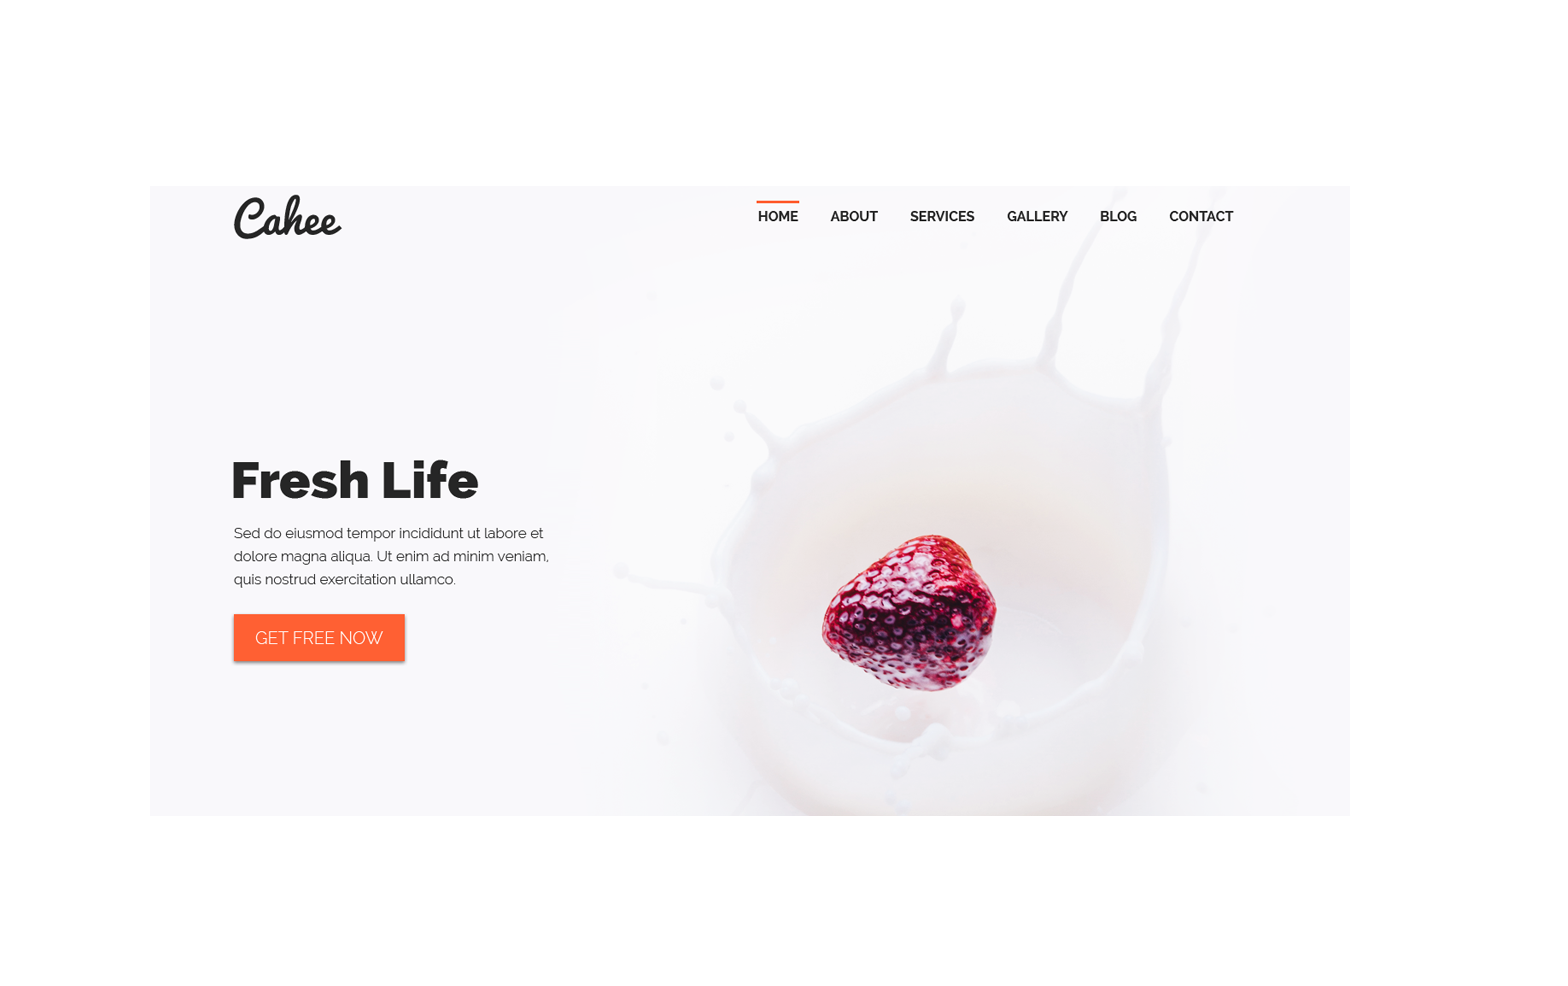 Cahee
HOME ABOUT SERVICES GALLERY BLOG CONTACT
Fresh Life
Sed do eiusmod tempor incididunt ut labore et
dolore magna aliqua. Ut enim ad minim veniam,
quis nostrud exercitation ullamco.
GET FREE NOW